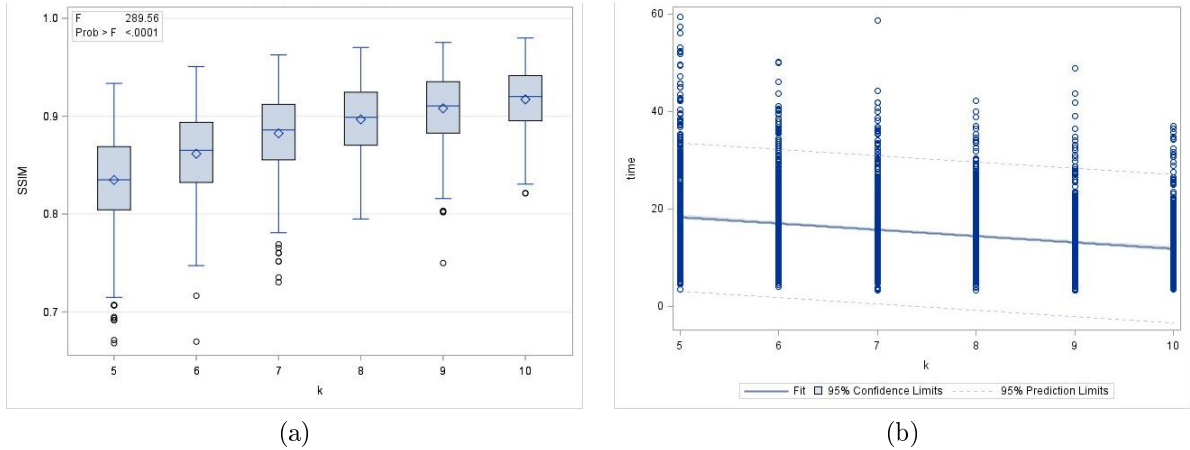 F 289.56
Prob > F <.0001
1.0
0.9
0.8
0.7
SSIM
5 6 7 8 9 10
k
60
40
20
0
time
5 6 7 8 9 10
k
Fit 95% Confidence Limits 95% Prediction Limits
(a) (b)